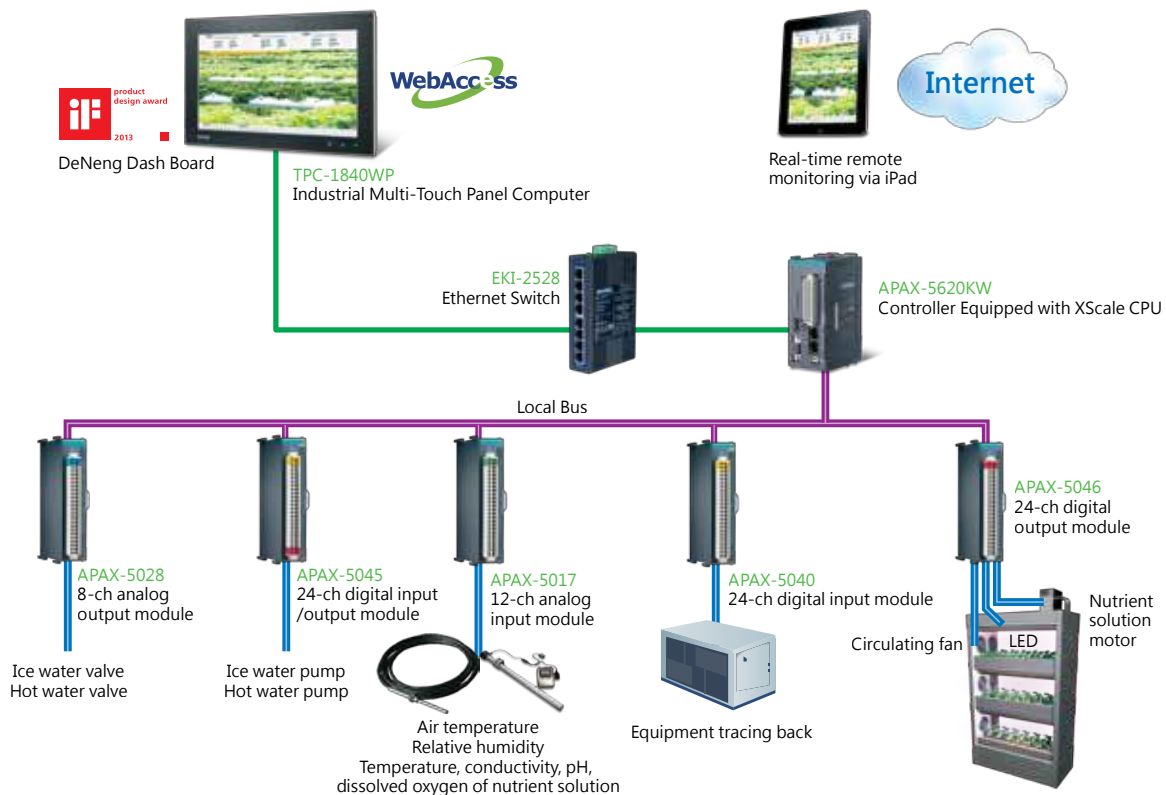 iF
product
design award
2013
DeNeng Dash Board
WebAccess
TPC-1840WP
Industrial Multi-Touch Panel Computer
Real-time remote
monitoring via iPad
Internet
EKI-2528
Ethernet Switch
APAX-5620KW
Controller Equipped with XScale CPU
Local Bus
APAX-5028
8-ch analog
output module
Ice water valve
Hot water valve
APAX-5045
24-ch digital input
/output module
Ice water pump
Hot water pump
APAX-5017
12-ch analog
input module
Air temperature
Relative humidity
Temperature, conductivity, pH,
dissolved oxygen of nutrient solution
APAX-5040
24-ch digital input module
Equipment tracing back
APAX-5046
24-ch digital
output module
Circulating fan
LED
Nutrient
solution
motor